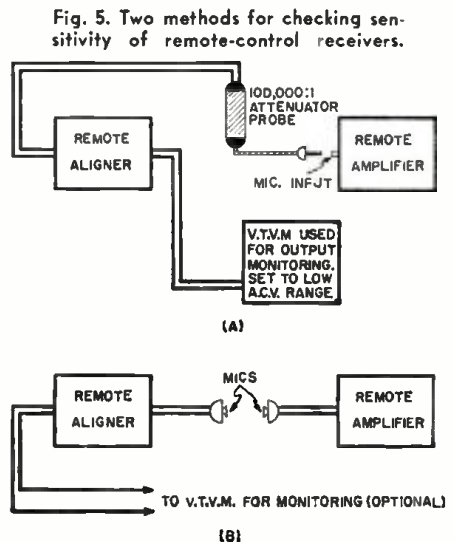 Fig. 5. Two methods for checking sen-
sitivity of remote-control receivers.
100,000:1
ATTENUATOR
PROBE
REMOTE
ALIGNER
REMOTE
AMPLIFIER
MIC. INPUT
V.T.V.M USED
FOR OUTPUT
MONITORING.
SET TO LOW
A.C.V. RANGE
(A)
REMOTE
ALIGNER
MICS
REMOTE
AMPLIFIER
TO V.T.V.M. FOR MONITORING (OPTIONAL)
(B)